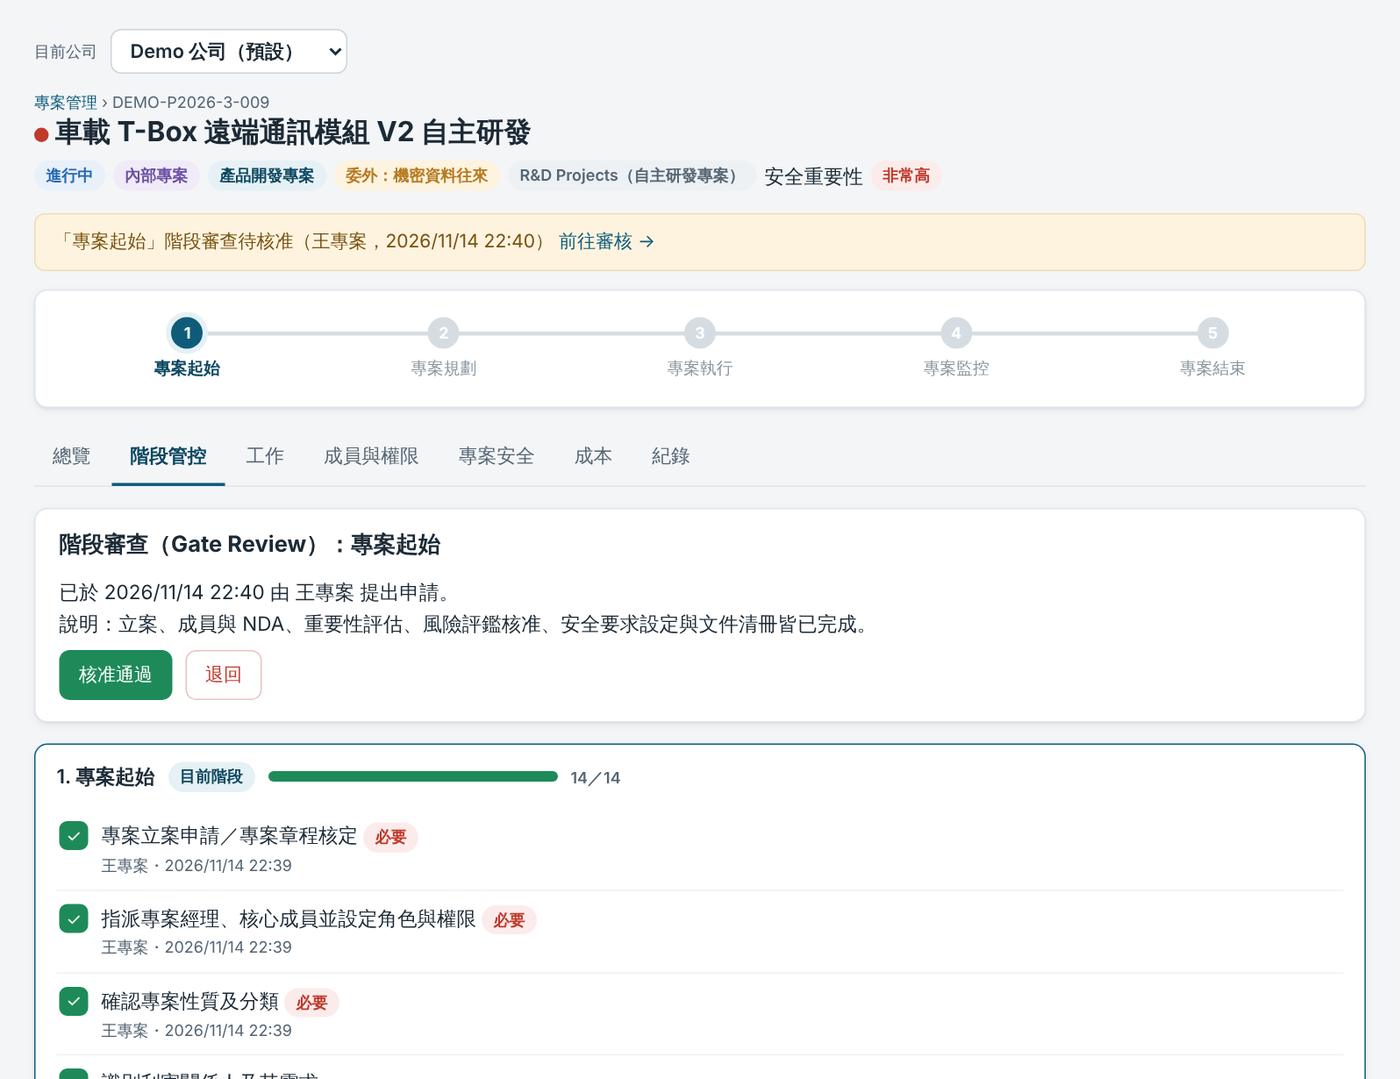 目前公司 Demo 公司（預設）
專案管理 › DEMO-P2026-3-009
車載 T-Box 遠端通訊模組 V2 自主研發
進行中 內部專案 產品開發專案 委外：機密資料往來 R&D Projects（自主研發專案） 安全重要性 非常高
「專案起始」階段審查待核准（王專案，2026/11/14 22:40） 前往審核 →
1 2 3 4 5
專案起始 專案規劃 專案執行 專案監控 專案結束
總覽 階段管控 工作 成員與權限 專案安全 成本 紀錄
階段審查（Gate Review）：專案起始
已於 2026/11/14 22:40 由 王專案 提出申請。
說明：立案、成員與 NDA、重要性評估、風險評鑑核准、安全要求設定與文件清冊皆已完成。
核准通過 退回
1. 專案起始 目前階段 14／14
專案立案申請／專案章程核定 必要
王專案・2026/11/14 22:39
指派專案經理、核心成員並設定角色與權限 必要
王專案・2026/11/14 22:39
確認專案性質及分類 必要
王專案・2026/11/14 22:39